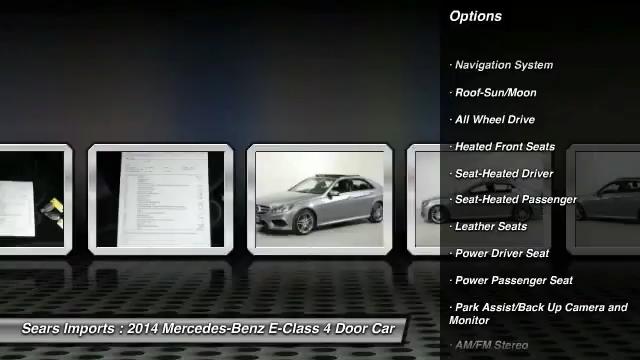 Options
· Navigation System
· Roof-Sun/Moon
· All Wheel Drive
· Heated Front Seats
· Seat-Heated Driver
· Seat-Heated Passenger
· Leather Seats
· Power Driver Seat
· Power Passenger Seat
· Park Assist/Back Up Camera and
Monitor
· AM/FM Stereo
Sears Imports : 2014 Mercedes-Benz E-Class 4 Door Car